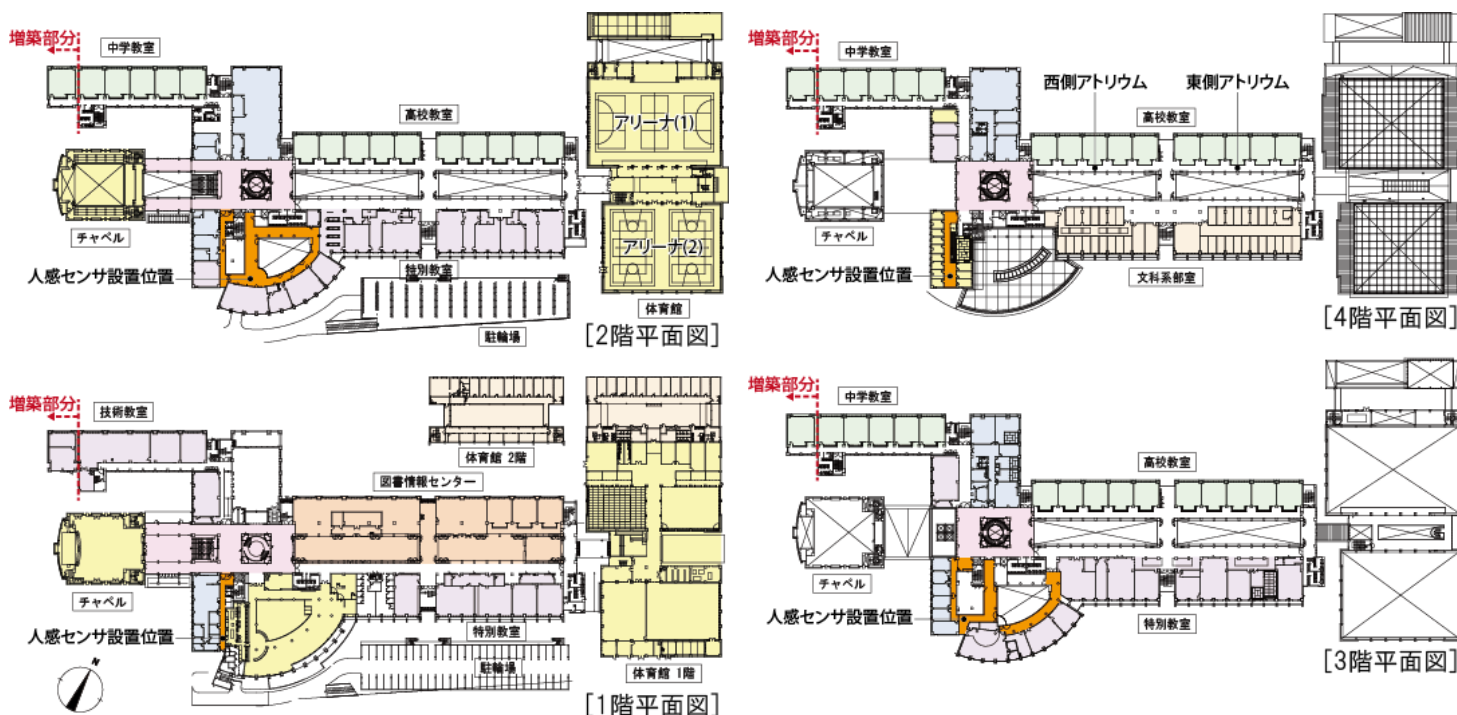 増築部分
中学教室
高校教室
アリーナ(1)
チャペル
アリーナ(2)
人感センサ設置位置
特別教室
体育館
駐輪場
[2階平面図]
増築部分
中学教室
西側アトリウム
東側アトリウム
高校教室
チャペル
人感センサ設置位置
文科系部室
[4階平面図]
増築部分
技術教室
体育館 2階
図書情報センター
チャペル
人感センサ設置位置
特別教室
駐輪場
体育館 1階
N
[1階平面図]
増築部分
中学教室
高校教室
チャペル
人感センサ設置位置
特別教室
[3階平面図]